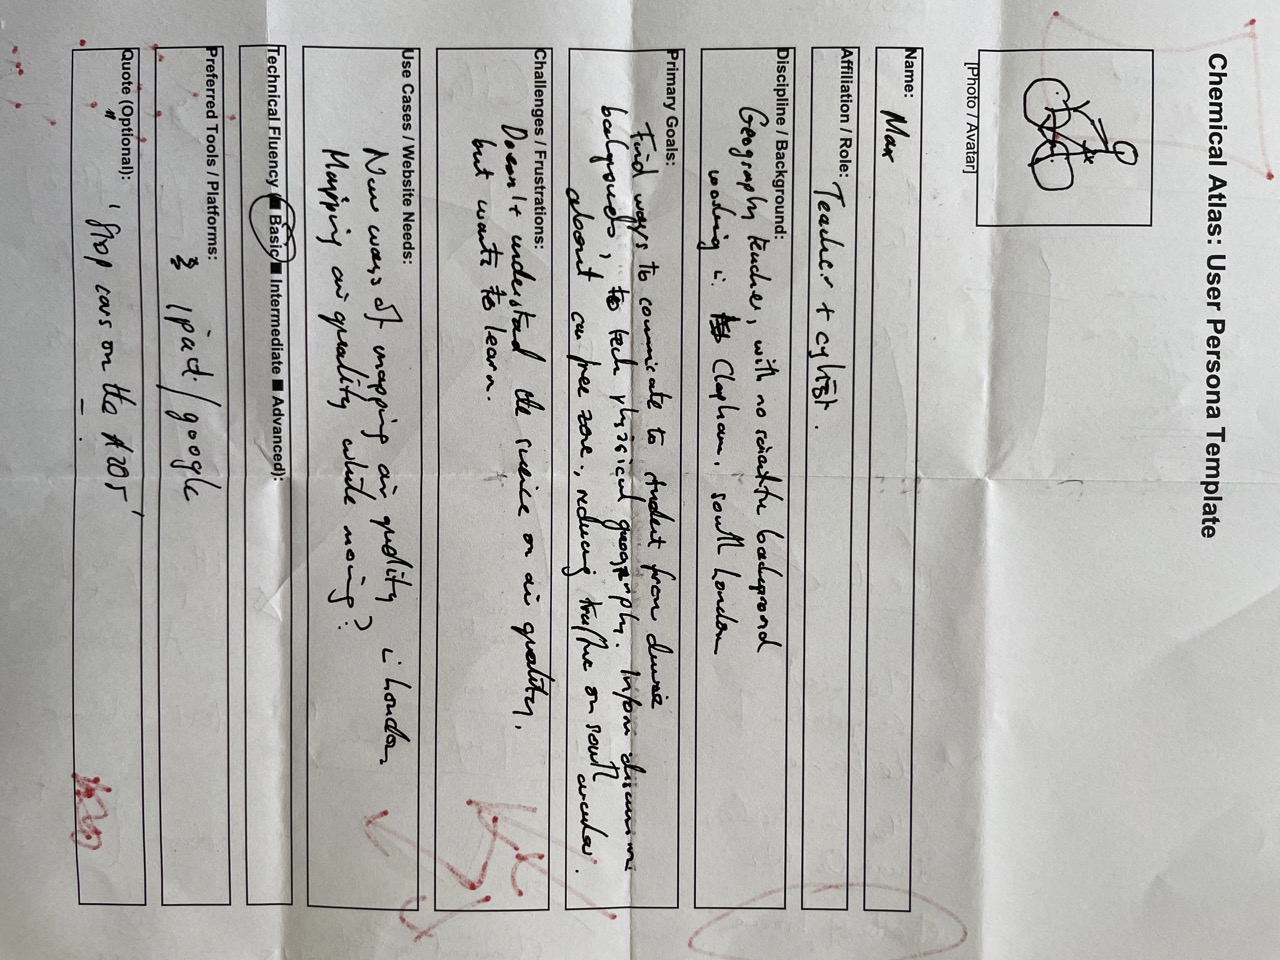 Chemical Atlas: User Persona Template
[Photo / Avatar]
Name:
Max
Affiliation / Role:
Teacher + cylist.
Discipline / Background:
Geography teacher, with no scientific background
working in Clapham, south London
Primary Goals:
Find ways to comunicate to student from diverse
backgrounds, to teach physical geography. Inform discussions
about car free zone, reducing traffic on south
circular.
Challenges / Frustrations:
Doesn't understand the science on air quality,
but wants to learn.
Use Cases / Website Needs:
New ways of mapping air quality in London
Mapping air quality while moving?
Technical Fluency (■ Basic ■ Intermediate ■ Advanced):
Preferred Tools / Platforms:
ipad / google
Quote (Optional):
'Stop cars on the A205'